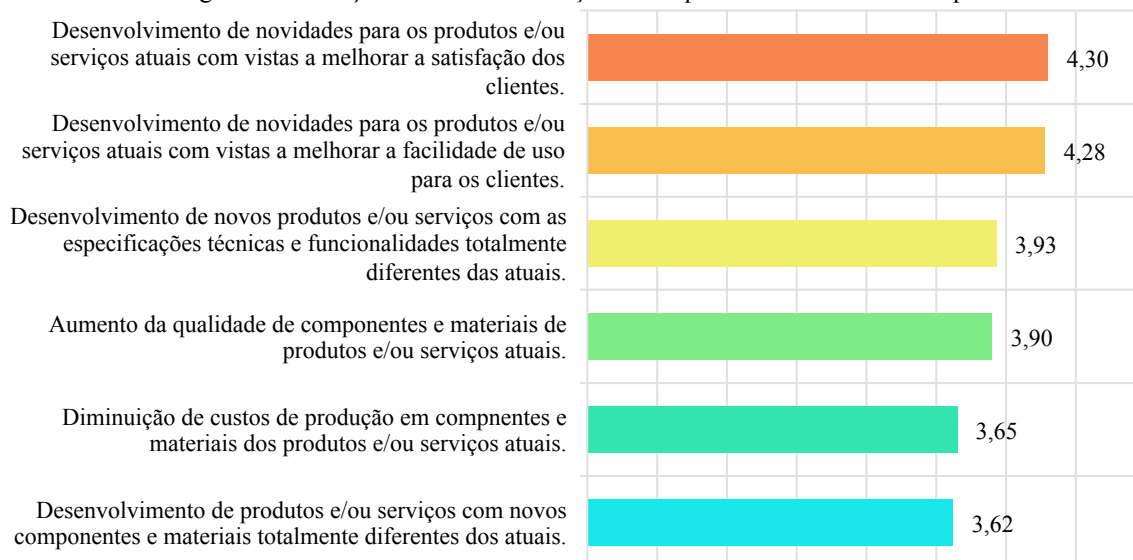 Desenvolvimento de novidades para os produtos e/ou
serviços atuais com vistas a melhorar a satisfação dos
clientes.
4,30
Desenvolvimento de novidades para os produtos e/ou
serviços atuais com vistas a melhorar a facilidade de uso
para os clientes.
4,28
Desenvolvimento de novos produtos e/ou serviços com as
especificações técnicas e funcionalidades totalmente
diferentes das atuais.
3,93
Aumento da qualidade de componentes e materiais de
produtos e/ou serviços atuais.
3,90
Diminuição de custos de produção em compnentes e
materiais dos produtos e/ou serviços atuais.
3,65
Desenvolvimento de produtos e/ou serviços com novos
componentes e materiais totalmente diferentes dos atuais.
3,62